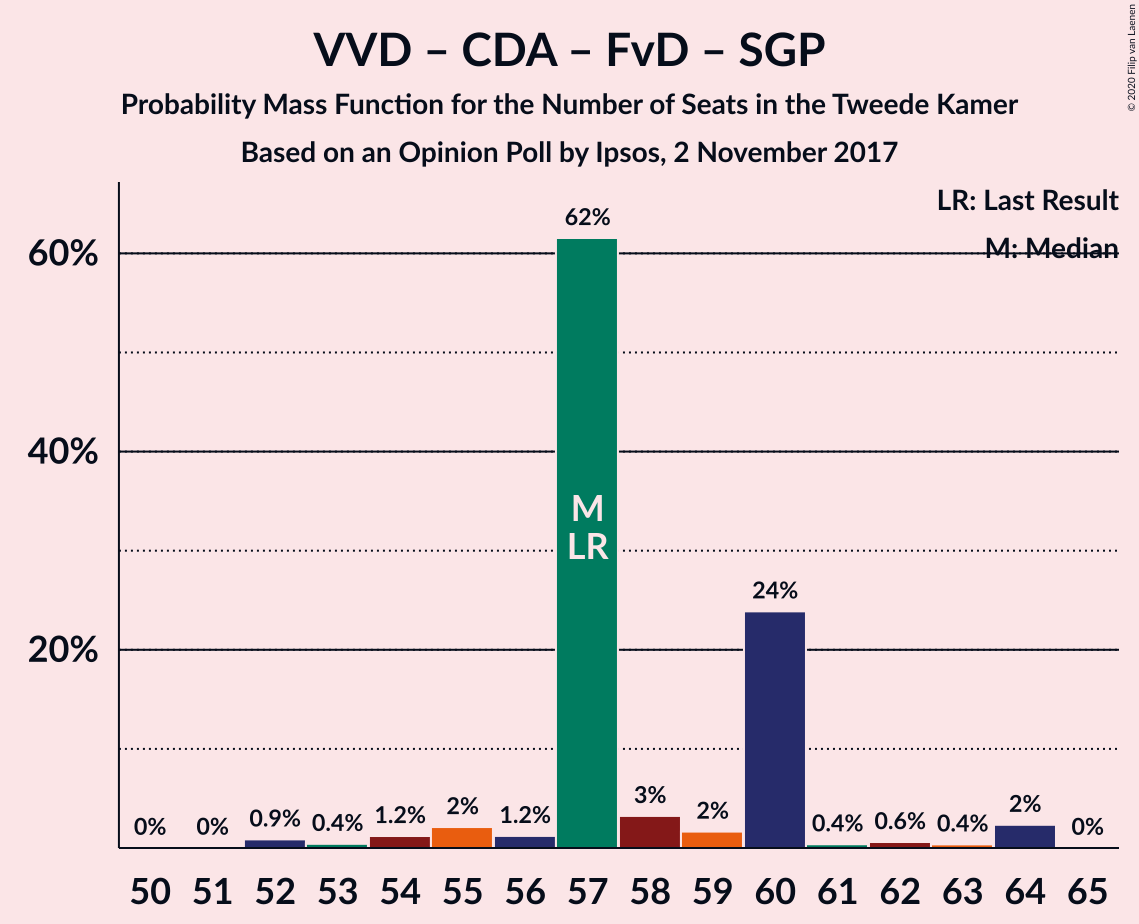 VVD – CDA – FvD – SGP
Probability Mass Function for the Number of Seats in the Tweede Kamer
Based on an Opinion Poll by Ipsos, 2 November 2017
© 2020 Filip van Laenen
LR: Last Result
M: Median
60%
40%
20%
0%
0%
0.9%
0.4%
1.2%
2%
1.2%
62%
3%
2%
24%
0.4%
0.6%
0.4%
2%
0%
M
LR
50 51 52 53 54 55 56 57 58 59 60 61 62 63 64 65